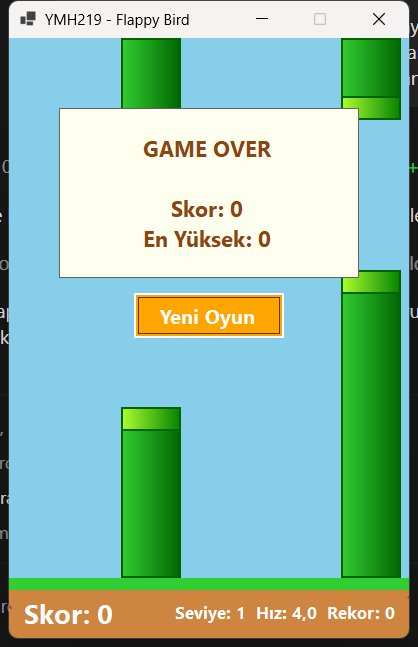 YMH219 - Flappy Bird
GAME OVER
Skor: 0
En Yüksek: 0
Yeni Oyun
Skor: 0
Seviye: 1 Hız: 4,0 Rekor: 0